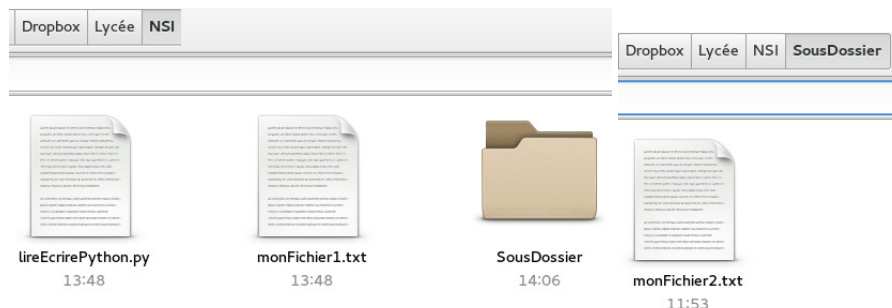 Dropbox Lycée NSI
lireEcrirePython.py
13:48
monFichier1.txt
13:48
SousDossier
14:06
Dropbox Lycée NSI SousDossier
monFichier2.txt
11:53